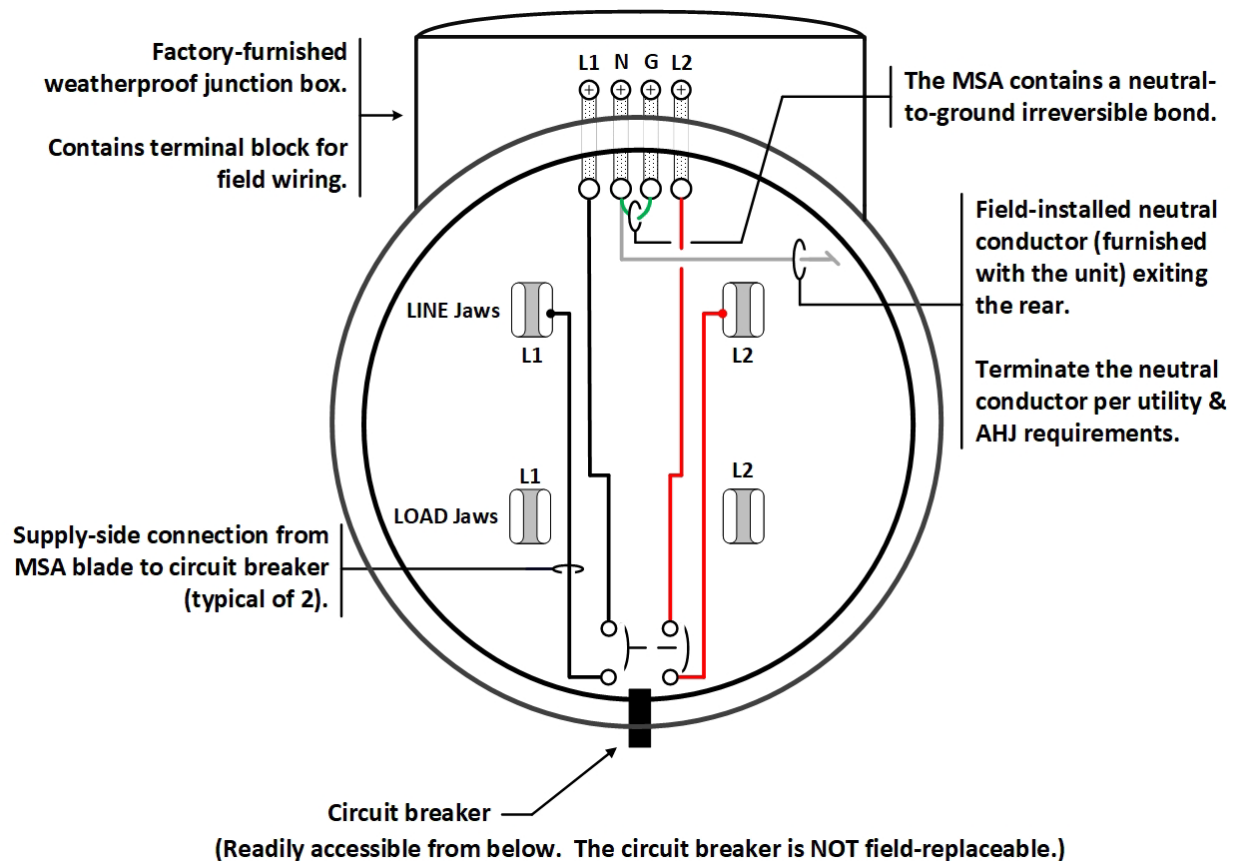 Factory-furnished
weatherproof junction box.
Contains terminal block for
field wiring.
L1 N G L2
The MSA contains a neutral-
to-ground irreversible bond.
Field-installed neutral
conductor (furnished
with the unit) exiting
the rear.
Terminate the neutral
conductor per utility &
AHJ requirements.
LINE Jaws
L1
L2
L1
L2
LOAD Jaws
Supply-side connection from
MSA blade to circuit breaker
(typical of 2).
Circuit breaker
(Readily accessible from below. The circuit breaker is NOT field-replaceable.)